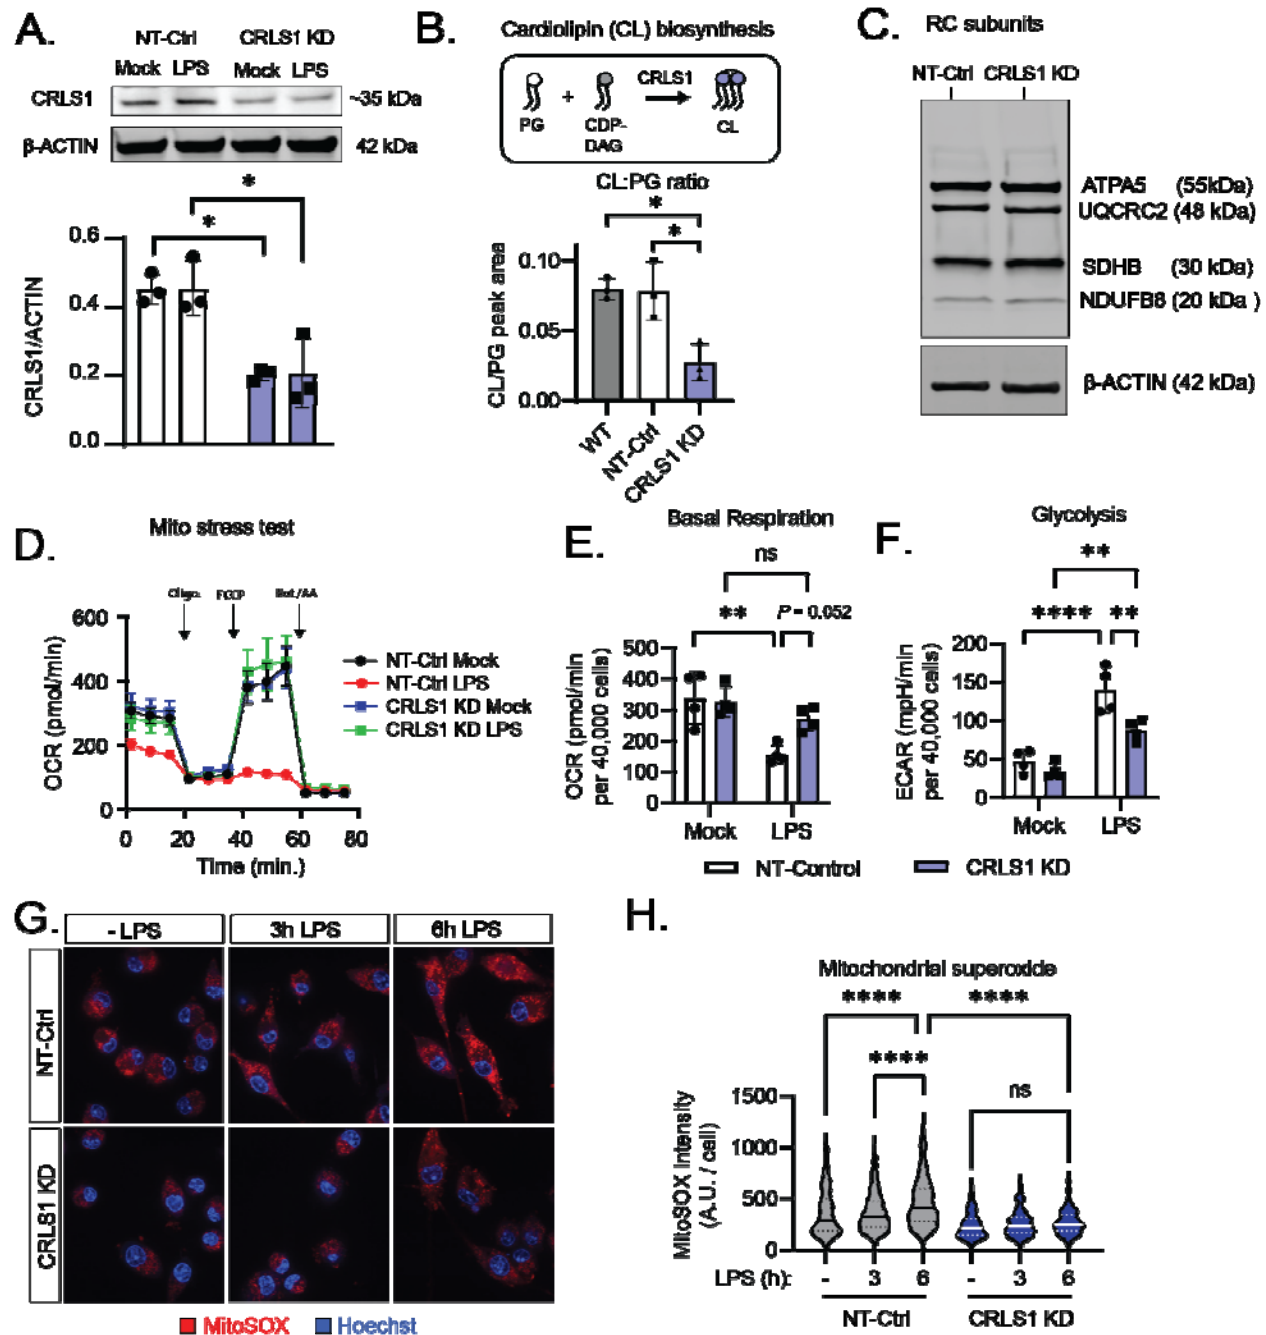 A.
NT-Ctrl CRLS1 KD
Mock LPS Mock LPS
CRLS1 ~35 kDa
β-ACTIN 42 kDa
*
*
CRLS1/ACTIN
0.6
0.4
0.2
0.0
B.
Cardiolipin (CL) biosynthesis
CRLS1
+
PG CDP-DAG CL
CL:PG ratio
*
*
CL/PG peak area
0.10
0.05
0.00
WT NT-Ctrl CRLS1 KD
C.
RC subunits
NT-Ctrl CRLS1 KD
ATPA5 (55kDa)
UQCRC2 (48 kDa)
SDHB (30 kDa)
NDUFB8 (20 kDa )
β-ACTIN (42 kDa)
D.
Mito stress test
Oligo. FCCP Rot./AA
OCR (pmol/min)
600
400
200
0
0 20 40 60 80
Time (min.)
NT-Ctrl Mock
NT-Ctrl LPS
CRLS1 KD Mock
CRLS1 KD LPS
E.
Basal Respiration
ns
** P = 0.052
OCR (pmol/min
per 40,000 cells)
500
400
300
200
100
0
Mock LPS
F.
Glycolysis
**
**** **
ECAR (mpH/min
per 40,000 cells)
200
150
100
50
0
Mock LPS
NT-Control CRLS1 KD
G.
- LPS 3h LPS 6h LPS
NT-Ctrl
CRLS1 KD
MitoSOX Hoechst
H.
Mitochondrial superoxide
**** ****
****
ns
MitoSOX intensity
(A.U. / cell)
1500
1000
500
0
LPS (h): - 3 6 - 3 6
NT-Ctrl CRLS1 KD